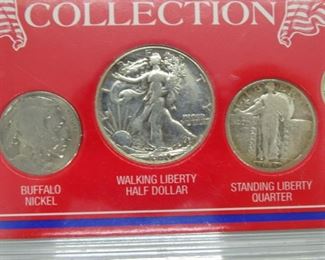 COLLECTION
BUFFALO
NICKEL
WALKING LIBERTY
HALF DOLLAR
STANDING LIBERTY
QUARTER